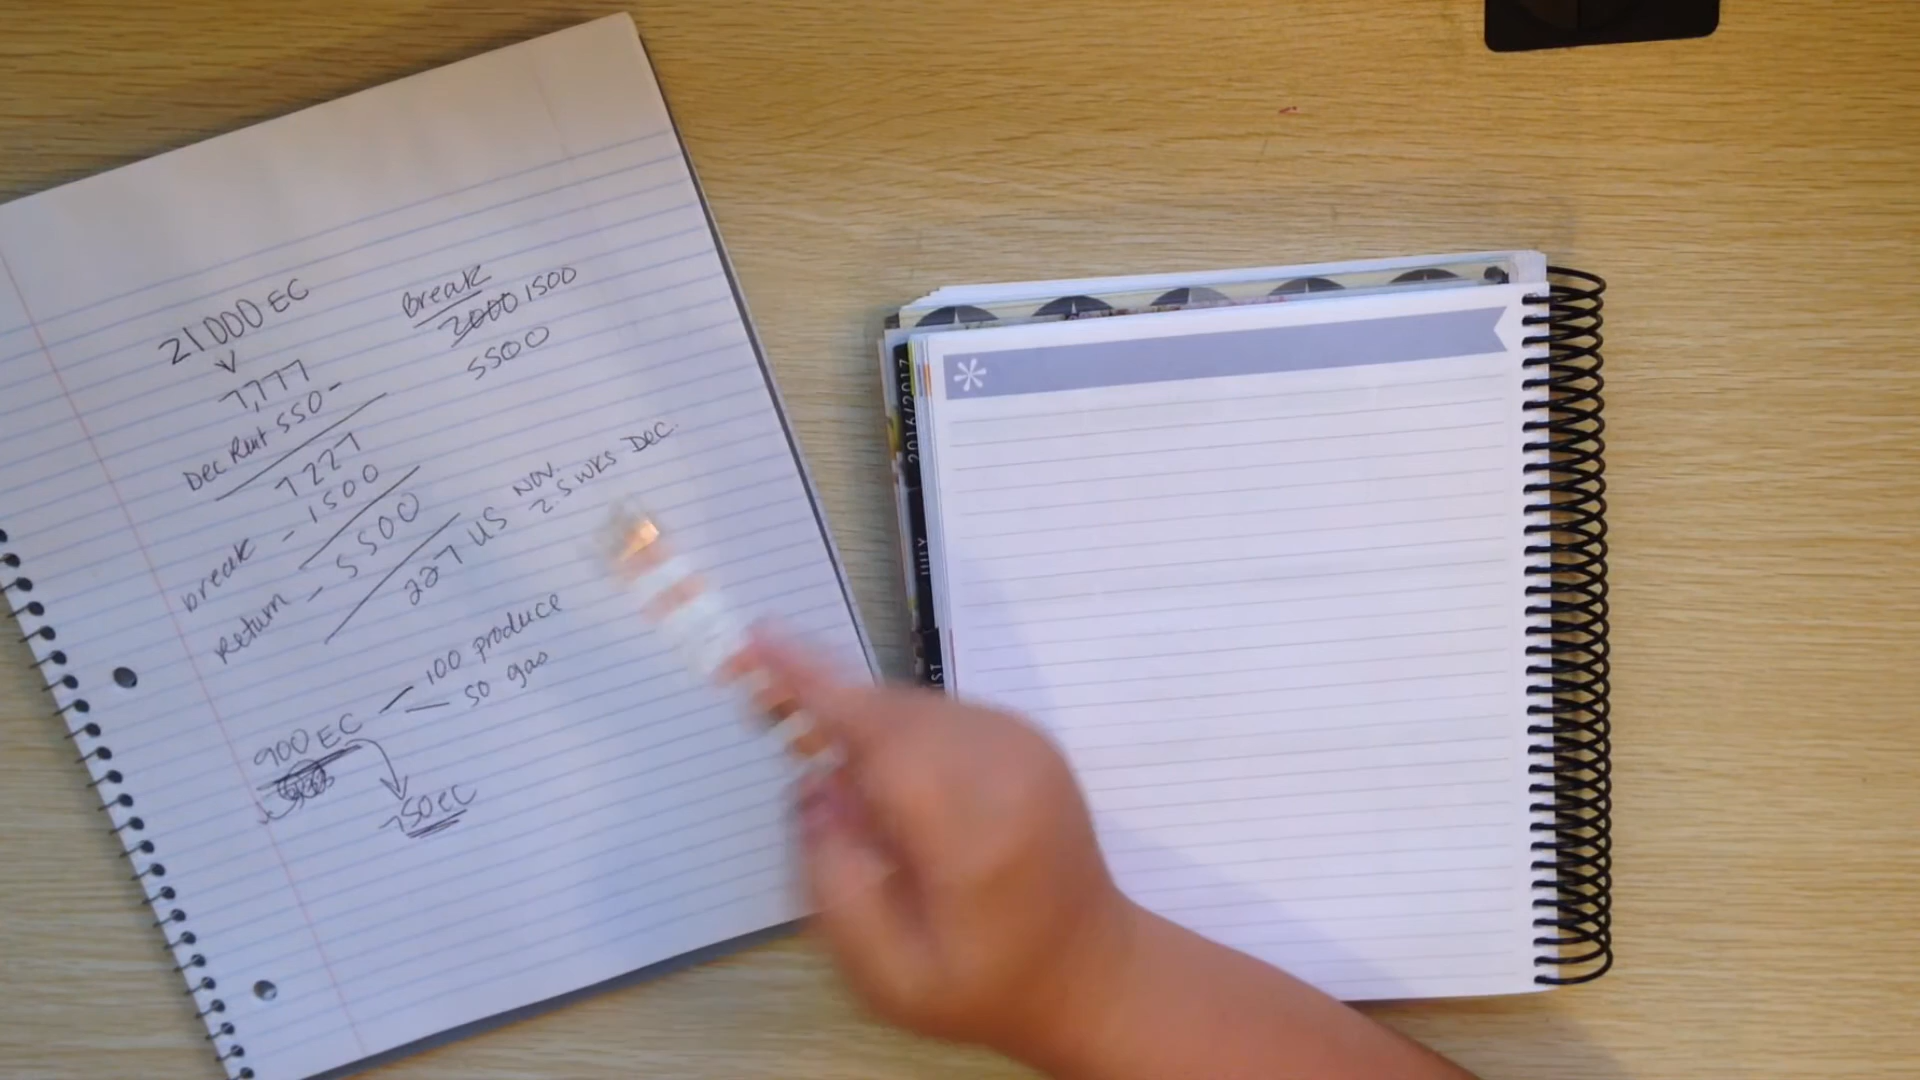 21000 EC
7,777
Dec Rent 550 -
7227
break - 1500
Return - 5500
227 US Nov.
2.5 wks Dec.
Break
2000 1500
5500
900 EC
100 produce
50 gas
750 EC
2016/2017
JULY